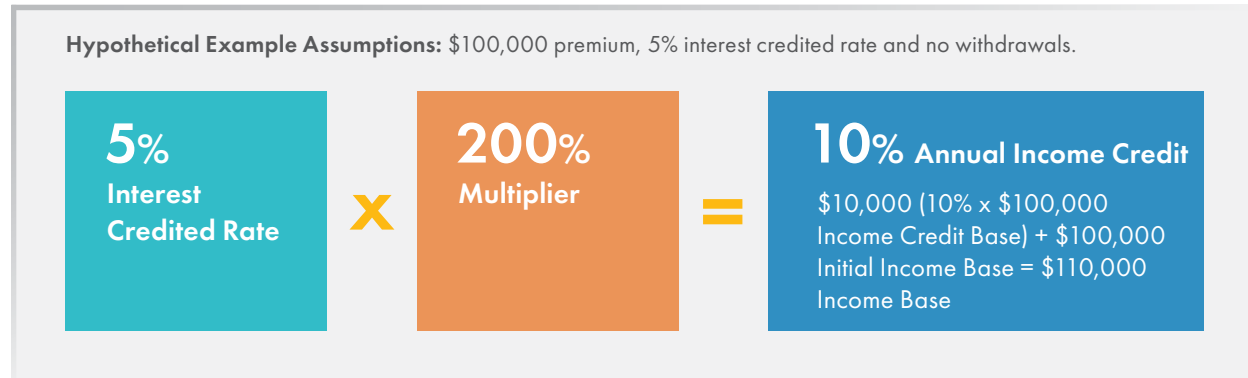 Hypothetical Example Assumptions: $100,000 premium, 5% interest credited rate and no withdrawals.
5%
Interest
Credited Rate
x
200%
Multiplier
=
10% Annual Income Credit
$10,000 (10% x $100,000
Income Credit Base) + $100,000
Initial Income Base = $110,000
Income Base